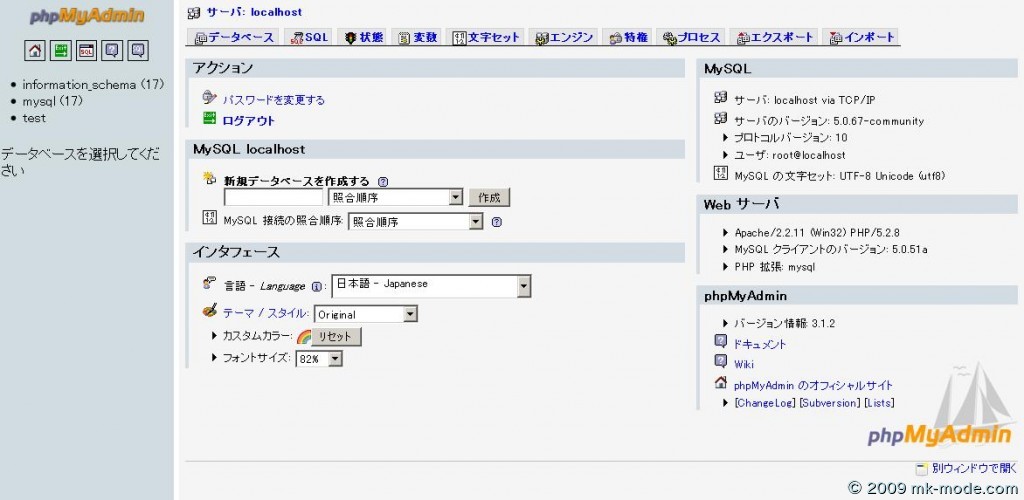 phpMyAdmin
SQL
information_schema (17)
mysql (17)
test
データベースを選択してくだ
さい
サーバ: localhost
データベース SQL 状態 変数 文字セット エンジン 特権 プロセス エクスポート インポート
アクション
パスワードを変更する
ログアウト
MySQL localhost
新規データベースを作成する
照合順序 作成
MySQL 接続の照合順序: 照合順序
インタフェース
言語 - Language : 日本語 - Japanese
テーマ / スタイル: Original
カスタムカラー: リセット
フォントサイズ: 82%
MySQL
サーバ: localhost via TCP/IP
サーバのバージョン: 5.0.67-community
プロトコルバージョン: 10
ユーザ: root@localhost
MySQL の文字セット: UTF-8 Unicode (utf8)
Web サーバ
Apache/2.2.11 (Win32) PHP/5.2.8
MySQL クライアントのバージョン: 5.0.51a
PHP 拡張: mysql
phpMyAdmin
バージョン情報: 3.1.2
ドキュメント
Wiki
phpMyAdmin のオフィシャルサイト
[ChangeLog] [Subversion] [Lists]
phpMyAdmin
別ウィンドウで開く
© 2009 mk-mode.com